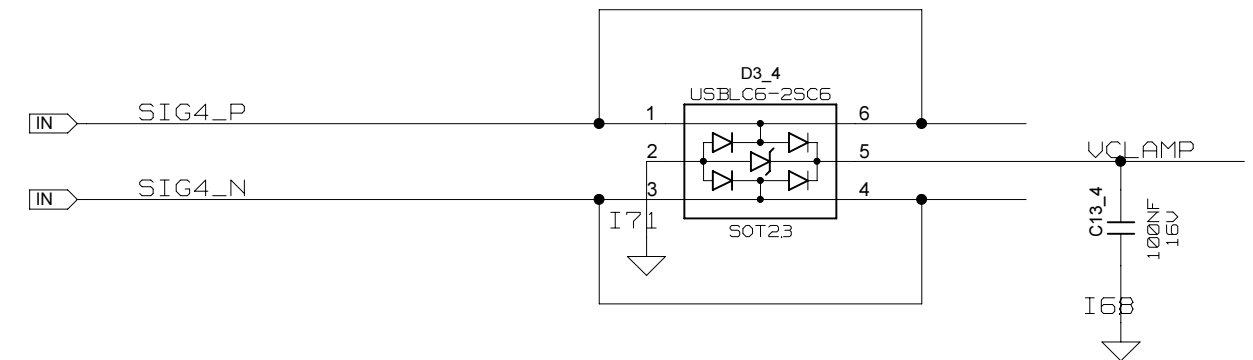 D3_4
USBLC6-2SC6
IN
SIG4_P
1
6
2
5
VCLAMP
IN
SIG4_N
3
4
I71
SOT23
C13_4
100NF
16V
I68